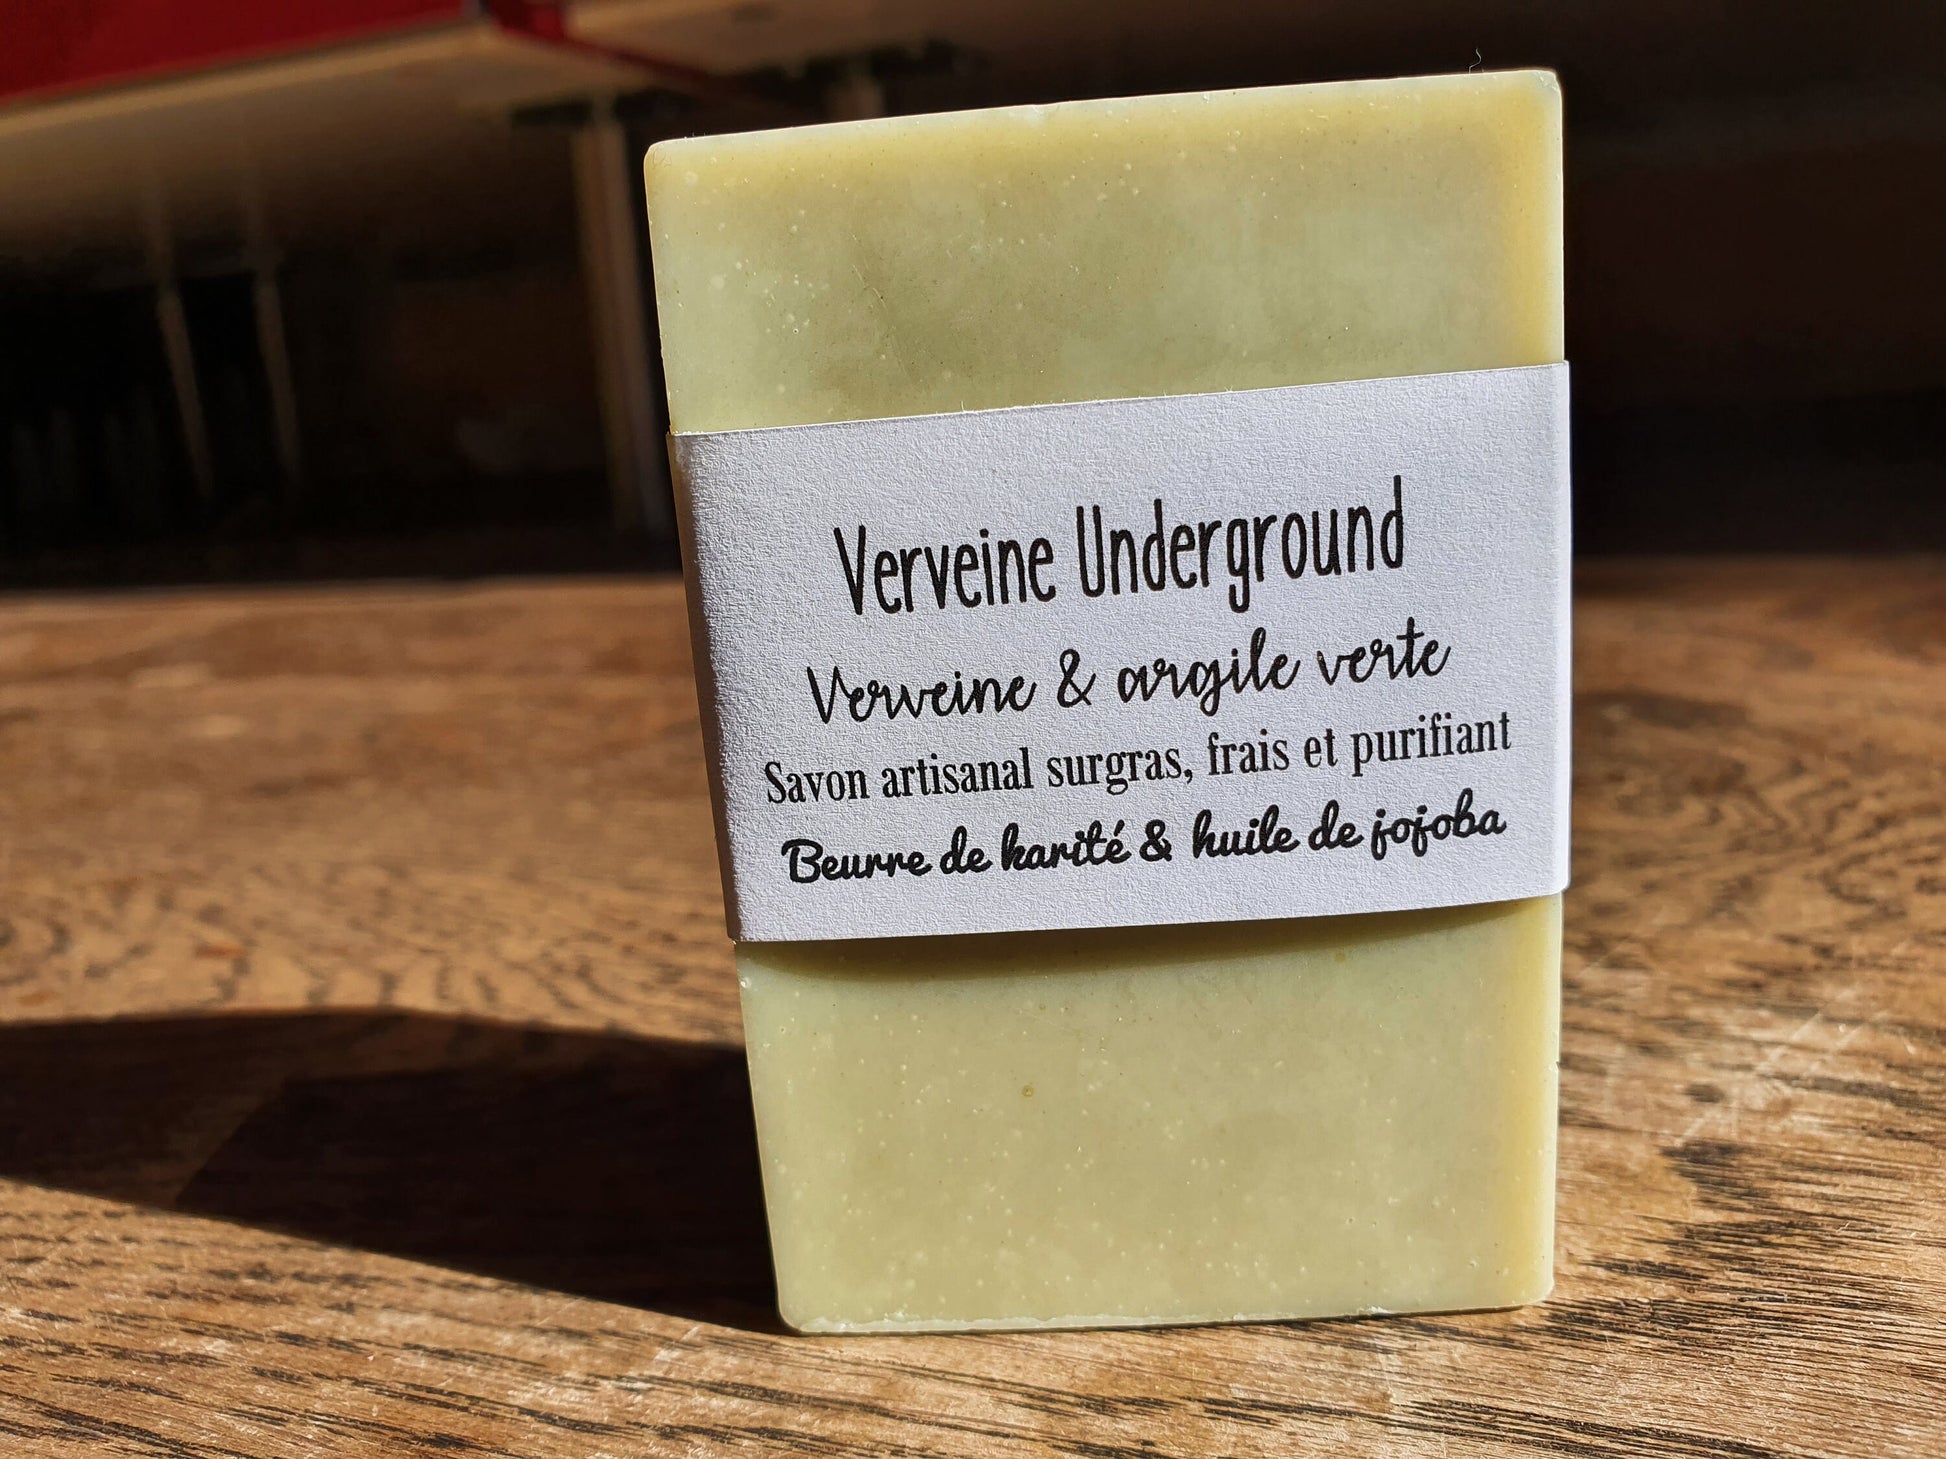 Verveine Underground
Verveine & argile verte
Savon artisanal surgras, frais et purifiant
Beurre de karité & huile de jojoba